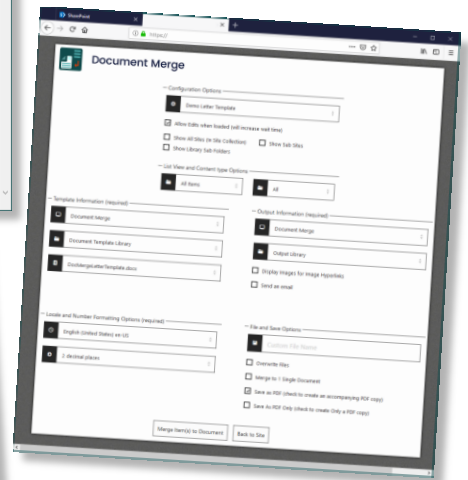 SharePoint
https://
Document Merge
Configuration Options
Demo Letter Template
Allow Edits when loaded (will increase wait time)
Show All Sites (in Site Collection)
Show Sub Sites
Show Library Sub Folders
List View and Content type Options
All Items
All
Template Information (required)
Document Merge
Document Template Library
DocMergeLetterTemplate.docx
Output Information (required)
Document Merge
Output Library
Display Images for Image Hyperlinks
Send an email
Locale and Number Formatting Options (required)
English (United States) en-US
2 decimal places
File and Save Options
Custom File Name
Overwrite files
Merge to 1 Single Document
Save as PDF (check to create an accompanying PDF copy)
Save As PDF Only (check to create Only a PDF copy)
Merge Item(s) to Document
Back to Site